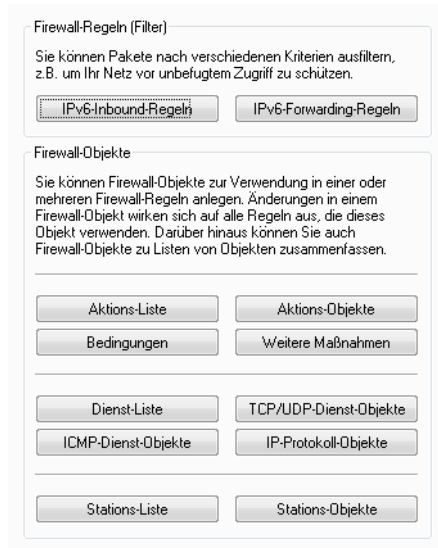 Firewall-Regeln (Filter)
Sie können Pakete nach verschiedenen Kriterien ausfiltern,
z.B. um Ihr Netz vor unbefugtem Zugriff zu schützen.
IPv6-Inbound-Regeln IPv6-Forwarding-Regeln
Firewall-Objekte
Sie können Firewall-Objekte zur Verwendung in einer oder
mehreren Firewall-Regeln anlegen. Änderungen in einem
Firewall-Objekt wirken sich auf alle Regeln aus, die dieses
Objekt verwenden. Darüber hinaus können Sie auch
Firewall-Objekte zu Listen von Objekten zusammenfassen.
Aktions-Liste Aktions-Objekte
Bedingungen Weitere Maßnahmen
Dienst-Liste TCP/UDP-Dienst-Objekte
ICMP-Dienst-Objekte IP-Protokoll-Objekte
Stations-Liste Stations-Objekte